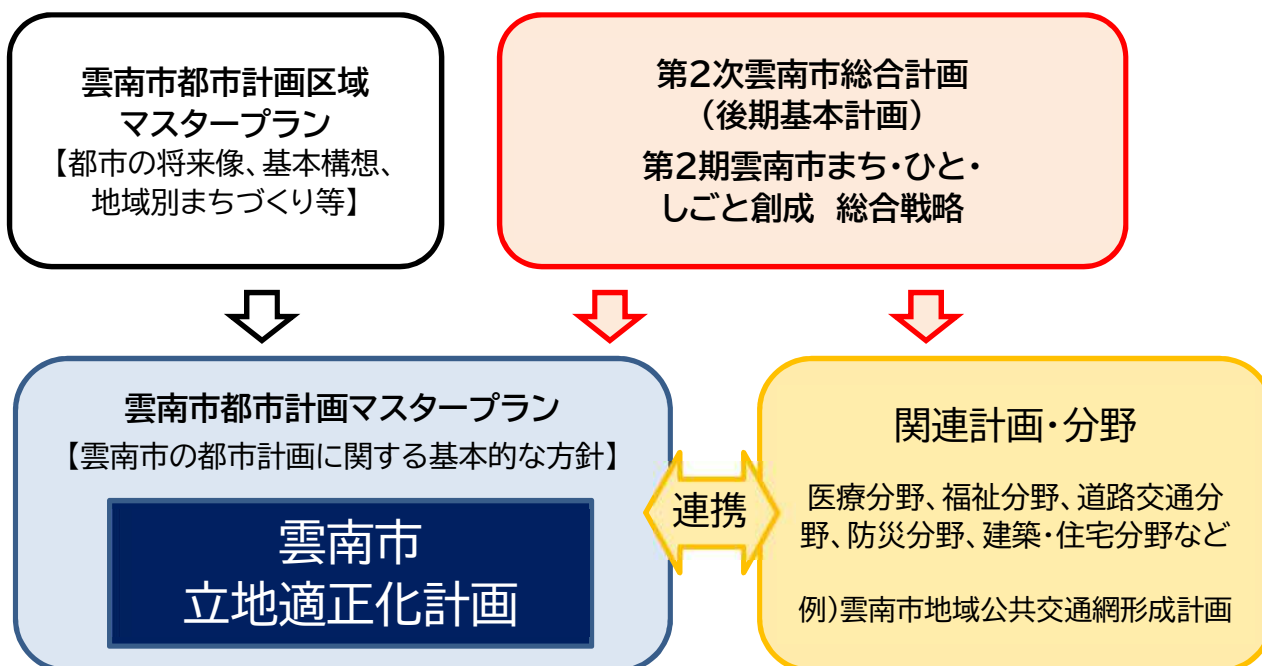 雲南市都市計画区域
マスタープラン
【都市の将来像、基本構想、
地域別まちづくり等】
第2次雲南市総合計画
（後期基本計画）
第2期雲南市まち・ひと・
しごと創成　総合戦略
雲南市都市計画マスタープラン
【雲南市の都市計画に関する基本的な方針】
雲南市
立地適正化計画
連携
関連計画・分野
医療分野、福祉分野、道路交通分
野、防災分野、建築・住宅分野など
例）雲南市地域公共交通網形成計画